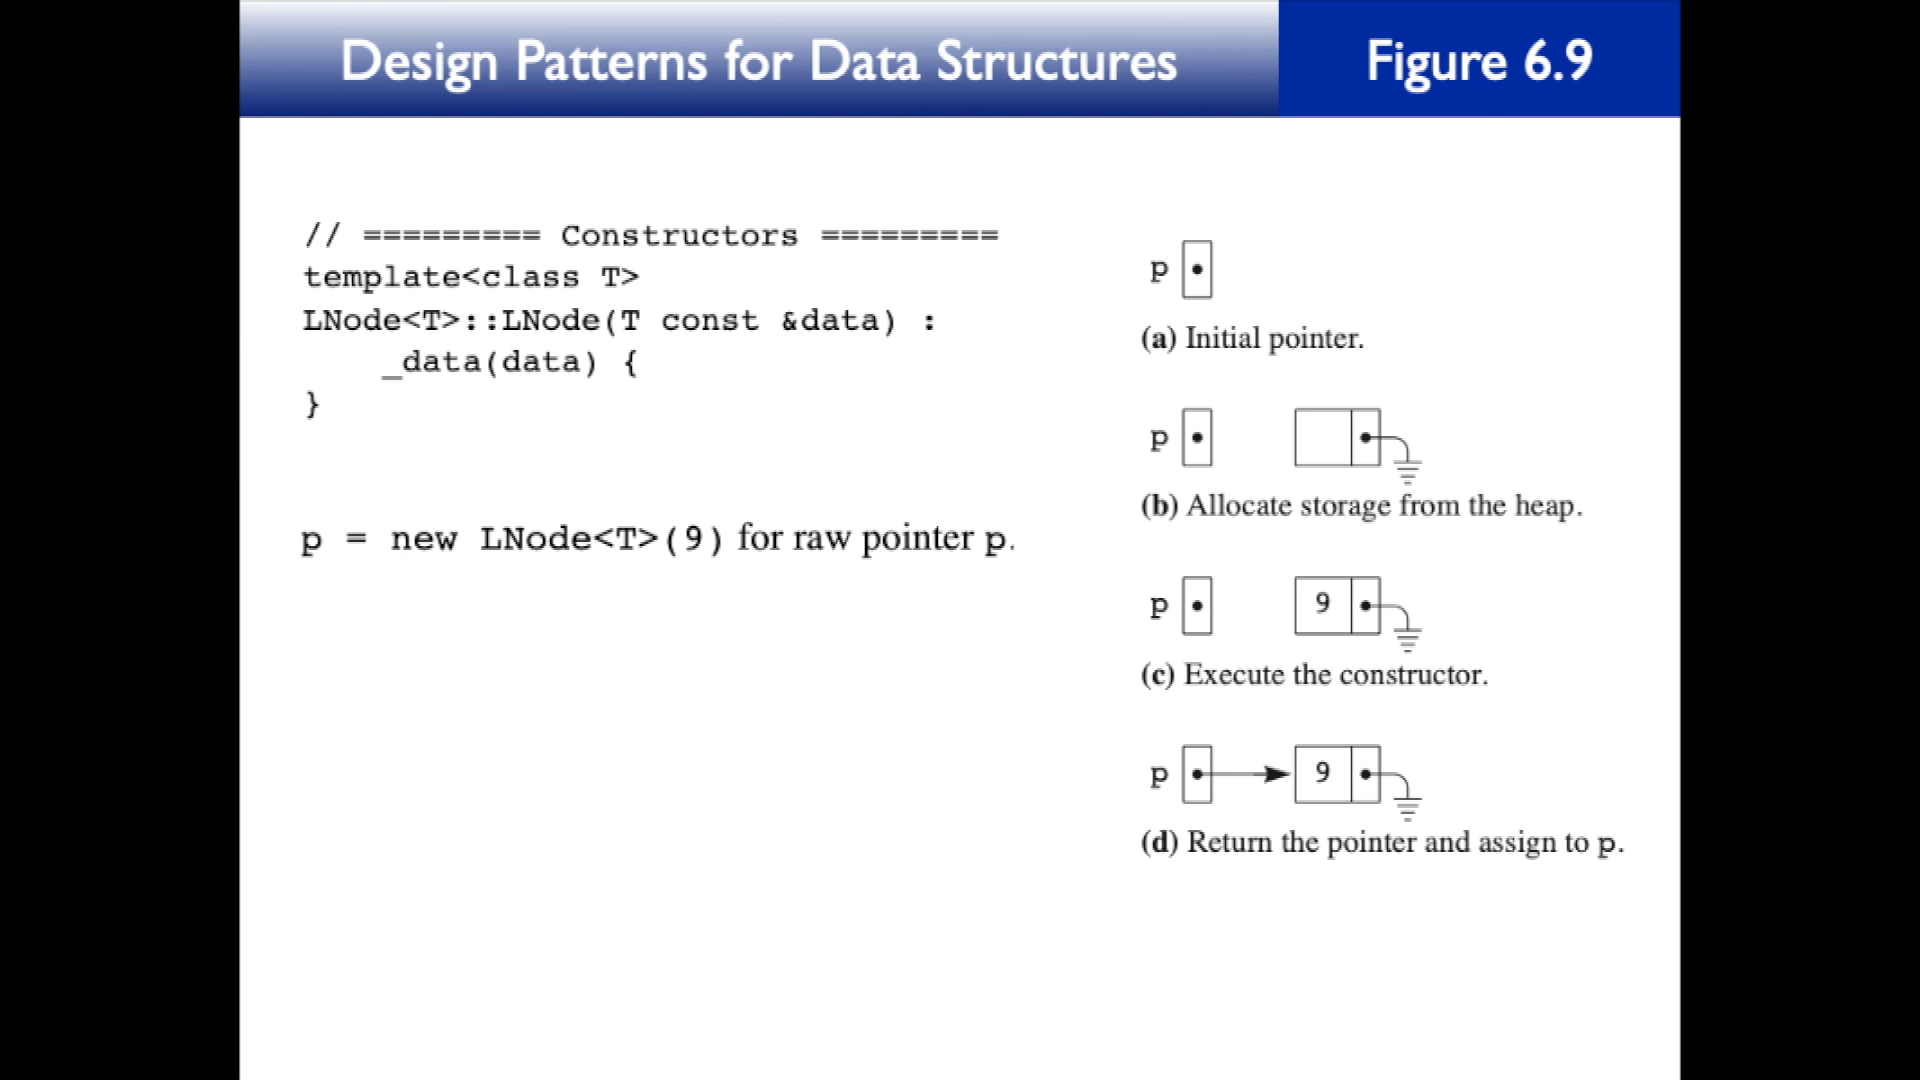 Design Patterns for Data Structures
Figure 6.9
// ========= Constructors =========
template<class T>
LNode<T>::LNode(T const &data) :
    _data(data) {
}
p = new LNode<T>(9) for raw pointer p.
p
(a) Initial pointer.
p
(b) Allocate storage from the heap.
p 9
(c) Execute the constructor.
p 9
(d) Return the pointer and assign to p.